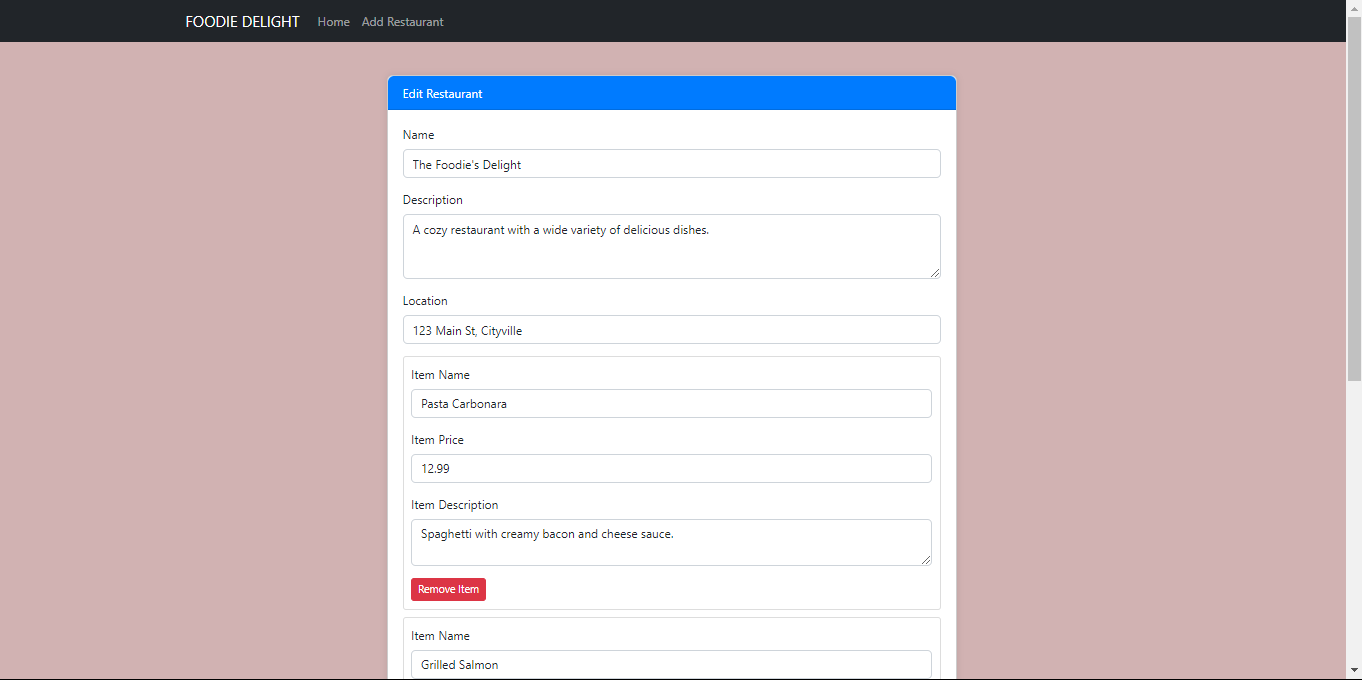 FOODIE DELIGHT Home Add Restaurant
Edit Restaurant
Name
The Foodie's Delight
Description
A cozy restaurant with a wide variety of delicious dishes.
Location
123 Main St, Cityville
Item Name
Pasta Carbonara
Item Price
12.99
Item Description
Spaghetti with creamy bacon and cheese sauce.
Remove Item
Item Name
Grilled Salmon